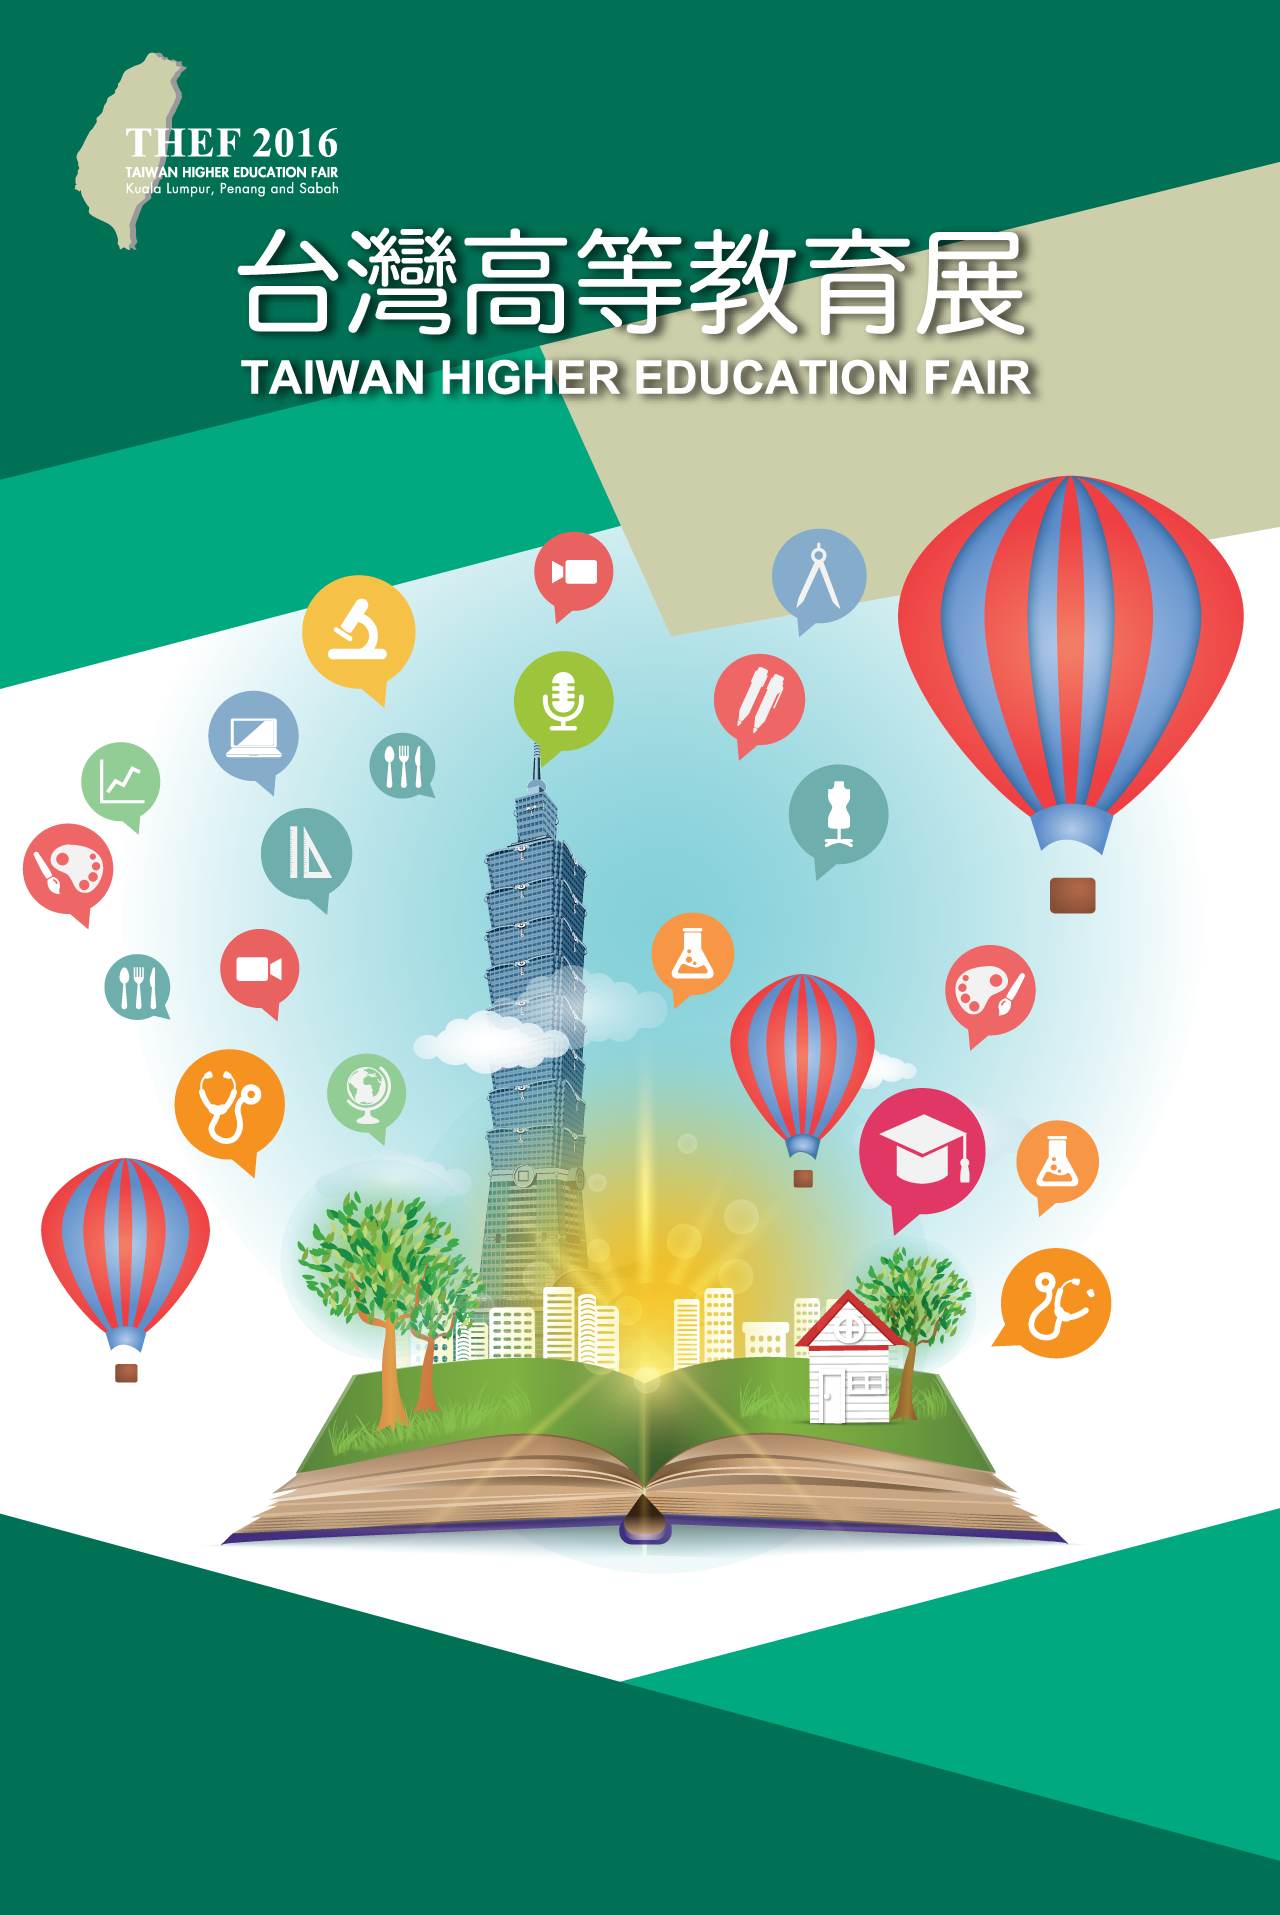 THEF 2016
TAIWAN HIGHER EDUCATION FAIR
Kuala Lumpur, Penang and Sabah
台灣高等教育展
TAIWAN HIGHER EDUCATION FAIR